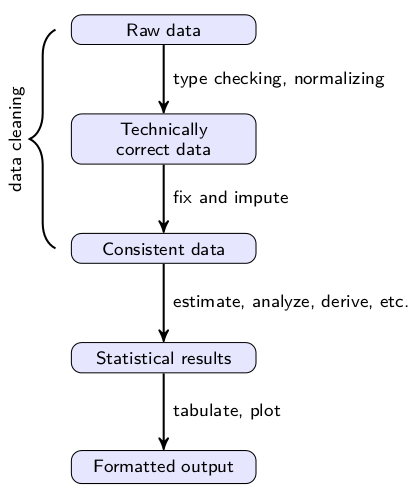 Raw data
type checking, normalizing
Technically
correct data
data cleaning
fix and impute
Consistent data
estimate, analyze, derive, etc.
Statistical results
tabulate, plot
Formatted output